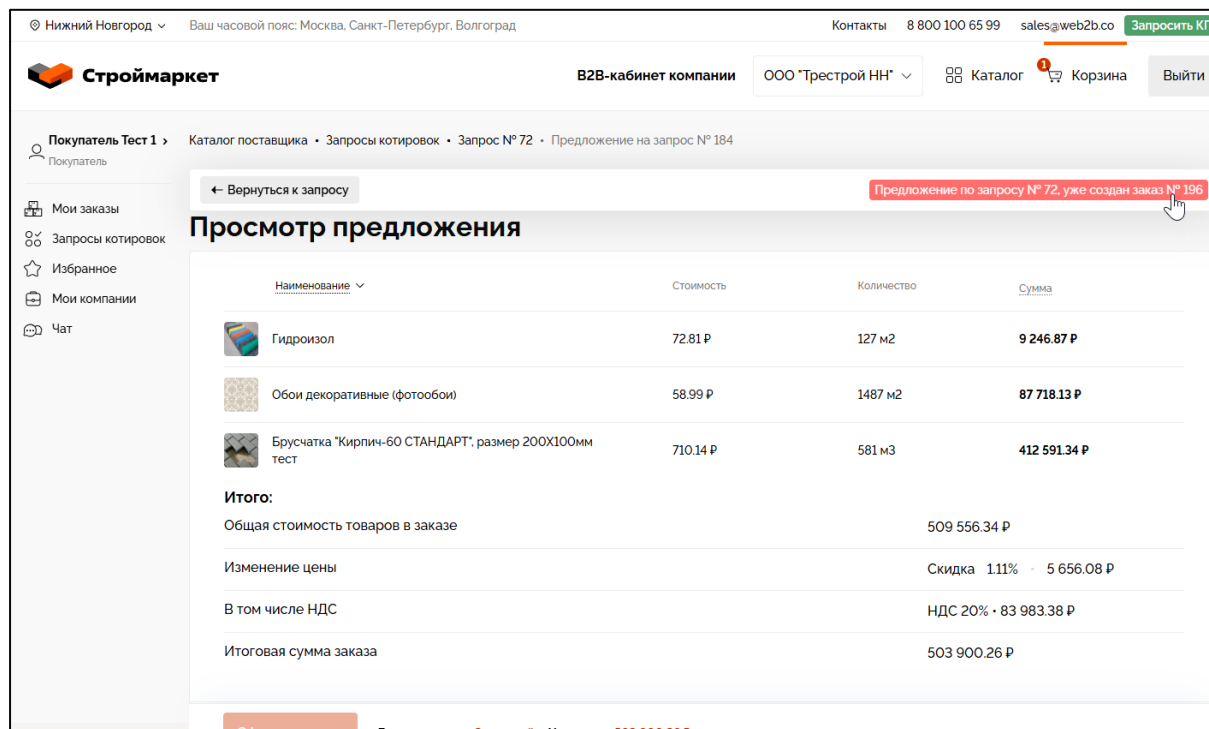 Нижний Новгород
Ваш часовой пояс: Москва, Санкт-Петербург, Волгоград
Контакты
8 800 100 65 99
sales@web2b.co
Запросить КП
Строймаркет
B2B-кабинет компании
ООО "Трестрой НН"
Каталог
1
Корзина
Выйти
Покупатель Тест 1 ›
Покупатель
Каталог поставщика • Запросы котировок • Запрос № 72 • Предложение на запрос № 184
← Вернуться к запросу
Предложение по запросу № 72, уже создан заказ № 196
Мои заказы
Запросы котировок
Избранное
Мои компании
Чат
Просмотр предложения
Наименование
Стоимость
Количество
Сумма
Гидроизол
72.81 ₽
127 м2
9 246.87 ₽
Обои декоративные (фотообои)
58.99 ₽
1487 м2
87 718.13 ₽
Брусчатка "Кирпич-60 СТАНДАРТ", размер 200Х100мм
тест
710.14 ₽
581 м3
412 591.34 ₽
Итого:
Общая стоимость товаров в заказе
509 556.34 ₽
Изменение цены
Скидка 1.11% · 5 656.08 ₽
В том числе НДС
НДС 20% • 83 983.38 ₽
Итоговая сумма заказа
503 900.26 ₽